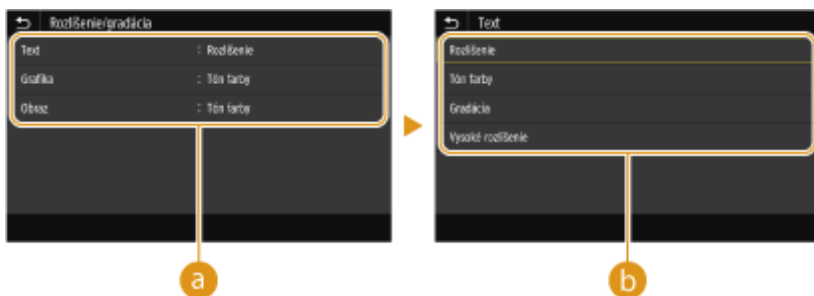 Rozlíšenie/gradácia
Text : Rozlíšenie
Grafika : Tón farby
Obraz : Tón farby
a
Text
Rozlíšenie
Tón farby
Gradácia
Vysoké rozlíšenie
b